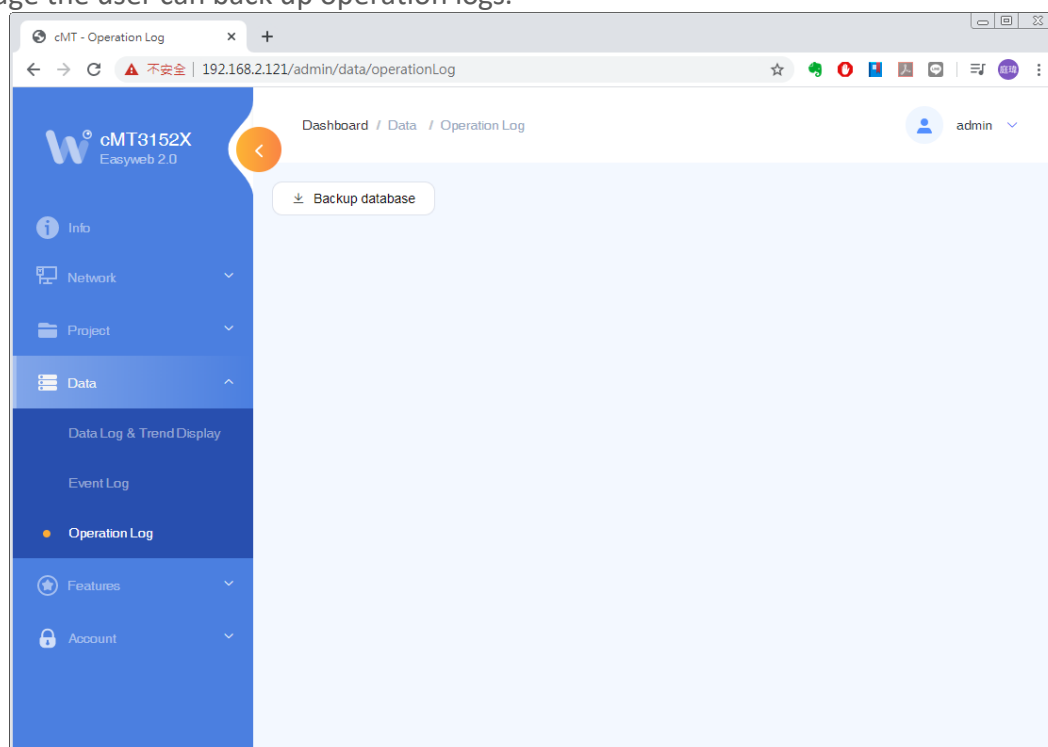 age the user can back up operation logs.
cMT - Operation Log
不安全 | 192.168.2.121/admin/data/operationLog
cMT3152X
Easyweb 2.0
Dashboard / Data / Operation Log
admin
Backup database
Info
Network
Project
Data
Data Log & Trend Display
Event Log
Operation Log
Features
Account